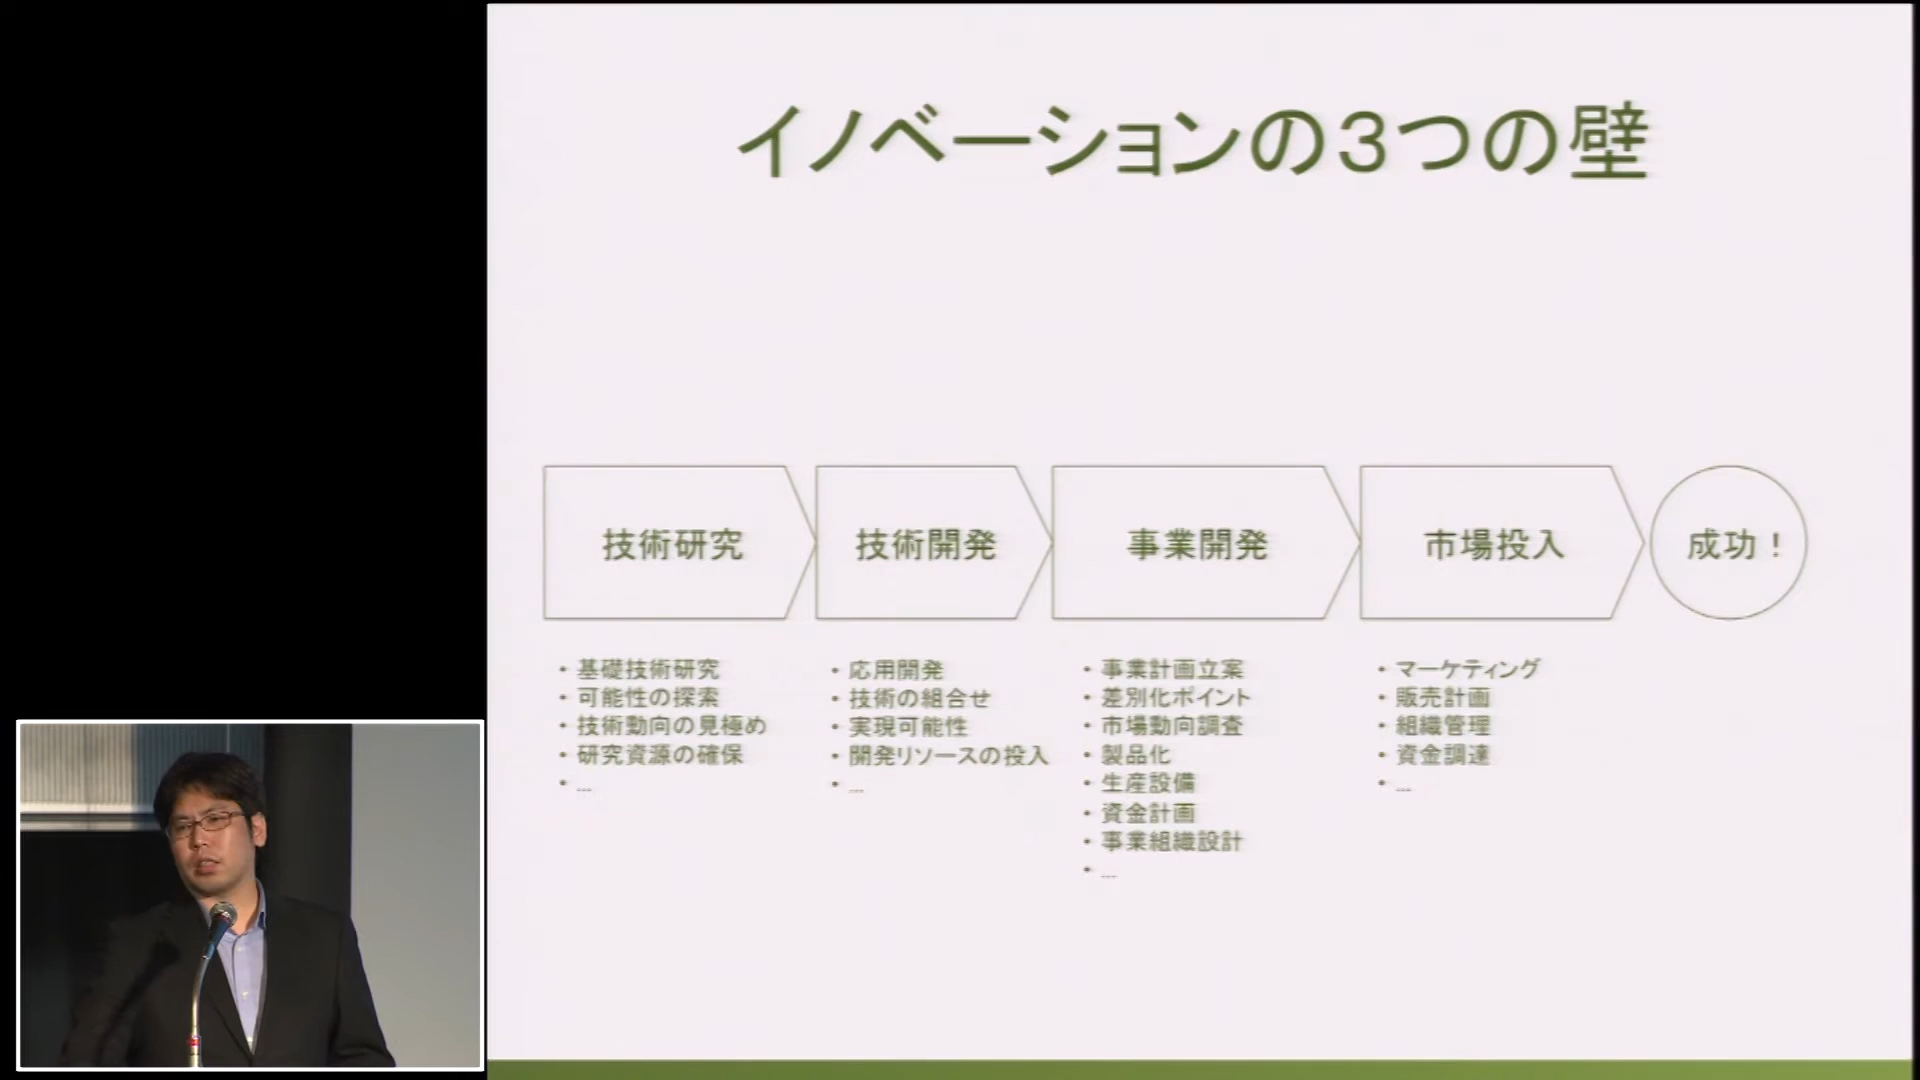 イノベーションの３つの壁
技術研究
技術開発
事業開発
市場投入
成功！
・基礎技術研究
・可能性の探索
・技術動向の見極め
・研究資源の確保
・...
・応用開発
・技術の組合せ
・実現可能性
・開発リソースの投入
・...
・事業計画立案
・差別化ポイント
・市場動向調査
・製品化
・生産設備
・資金計画
・事業組織設計
・...
・マーケティング
・販売計画
・組織管理
・資金調達
・...